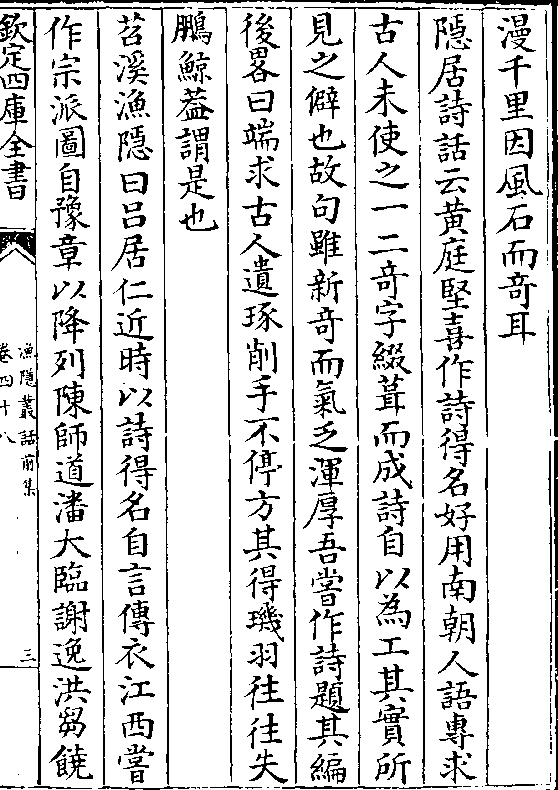 漫千里因風石而奇耳
隱居詩話云黄庭堅喜作詩得名好用南朝人語専求
古人未使之一二奇字綴葺而成詩自以為工其實所
見之僻也故句雖新奇而氣乏渾厚吾嘗作詩題其編
後畧曰端求古人遺琢削手不停方其得璣羽往往失
鵬鯨葢謂是也
苕溪漁隱曰吕居仁近時以詩得名自言傳衣江西嘗
作宗派圖自豫章以降列陳師道潘大臨謝逸洪芻饒
欽定四庫全書
漁隱叢話前集
卷四十八
三